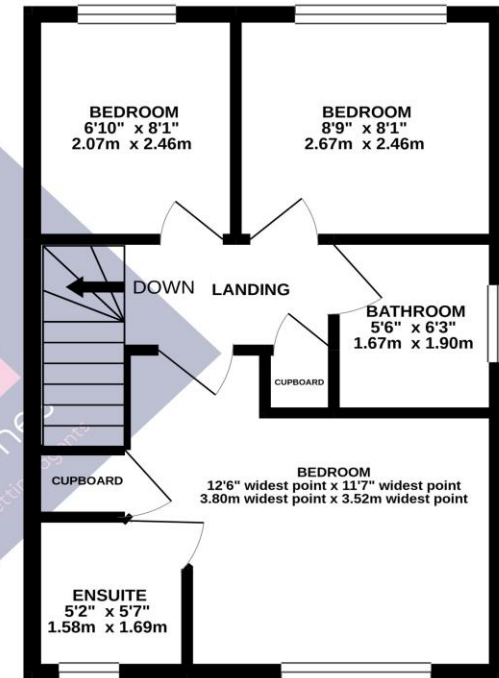 BEDROOM
6'10" x 8'1"
2.07m x 2.46m
BEDROOM
8'9" x 8'1"
2.67m x 2.46m
DOWN
LANDING
BATHROOM
5'6" x 6'3"
1.67m x 1.90m
CUPBOARD
CUPBOARD
BEDROOM
12'6" widest point x 11'7" widest point
3.80m widest point x 3.52m widest point
ENSUITE
5'2" x 5'7"
1.58m x 1.69m